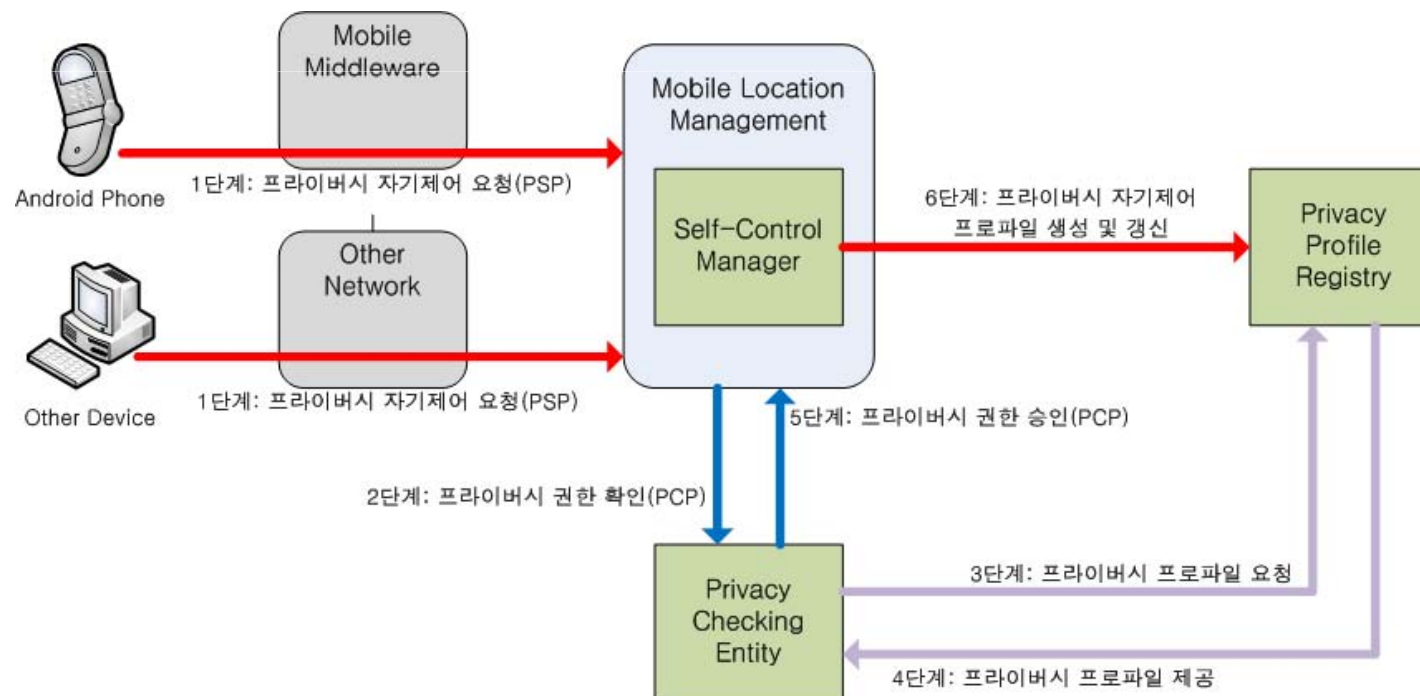 Mobile
Middleware
Mobile Location
Management
1단계: 프라이버시 자기제어 요청(PSP)
Android Phone
Self-Control
Manager
6단계: 프라이버시 자기제어
프로파일 생성 및 갱신
Privacy
Profile
Registry
Other
Network
1단계: 프라이버시 자기제어 요청(PSP)
Other Device
5단계: 프라이버시 권한 승인(PCP)
2단계: 프라이버시 권한 확인(PCP)
3단계: 프라이버시 프로파일 요청
Privacy
Checking
Entity
4단계: 프라이버시 프로파일 제공